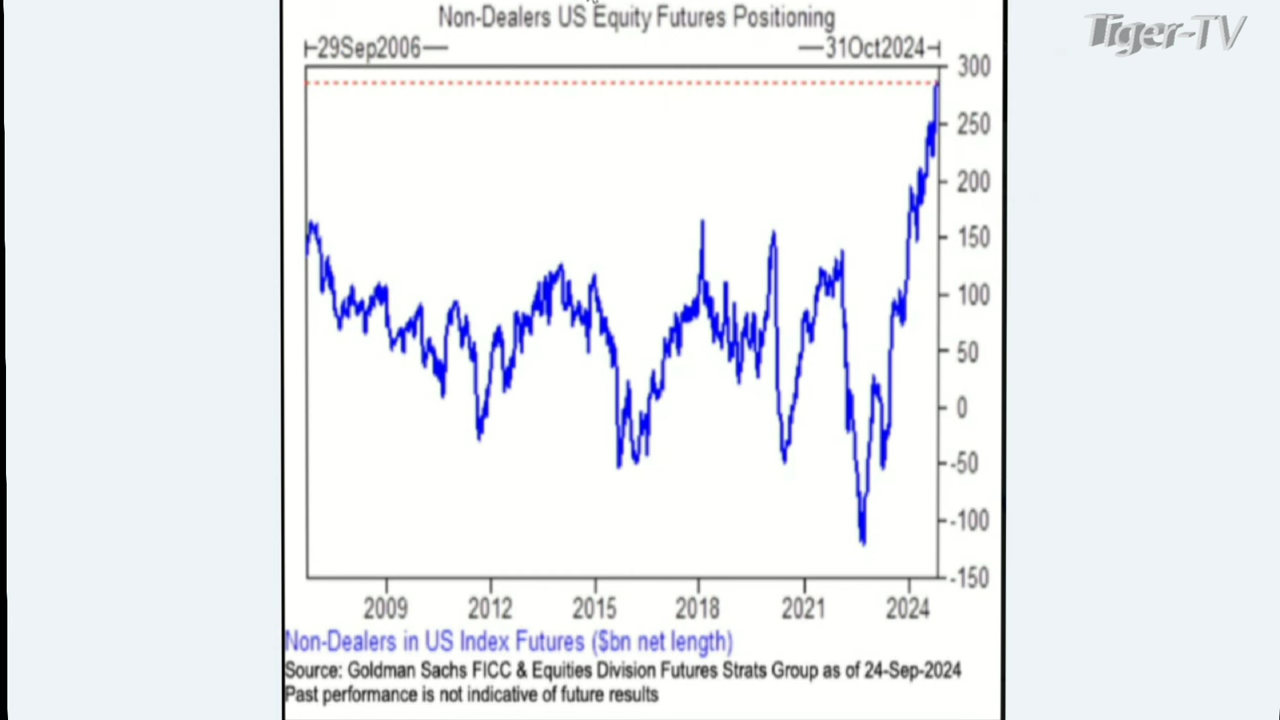 Non-Dealers US Equity Futures Positioning
Tiger-TV
29Sep2006
31Oct2024
300
250
200
150
100
50
0
-50
-100
-150
2009 2012 2015 2018 2021 2024
Non-Dealers in US Index Futures ($bn net length)
Source: Goldman Sachs FICC & Equities Division Futures Strats Group as of 24-Sep-2024
Past performance is not indicative of future results